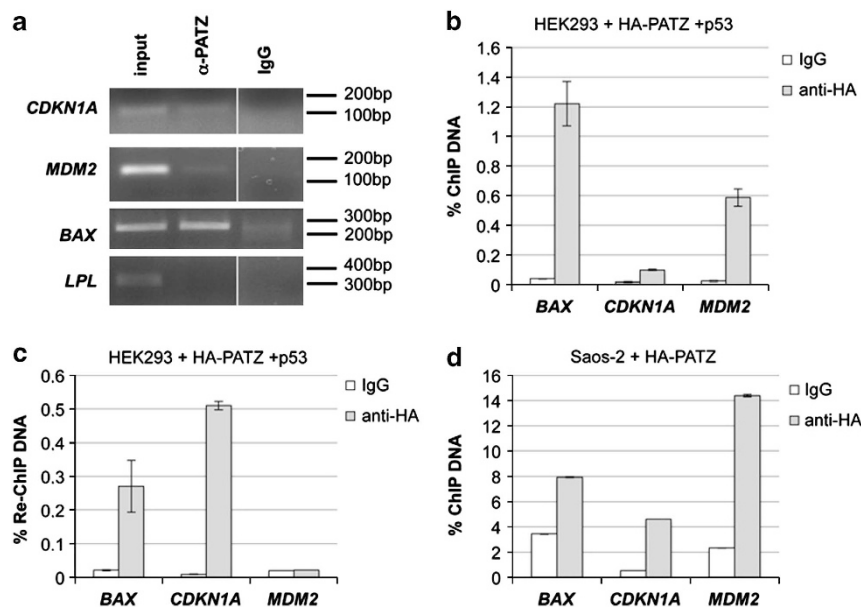 a
input
α-PATZ
IgG
CDKN1A
200bp
100bp
MDM2
200bp
100bp
BAX
300bp
200bp
LPL
400bp
300bp
b
HEK293 + HA-PATZ +p53
% ChIP DNA
1.6
1.4
1.2
1
0.8
0.6
0.4
0.2
0
BAX CDKN1A MDM2
IgG
anti-HA
c
HEK293 + HA-PATZ +p53
% Re-ChIP DNA
0.6
0.5
0.4
0.3
0.2
0.1
0
BAX CDKN1A MDM2
IgG
anti-HA
d
Saos-2 + HA-PATZ
% ChIP DNA
16
14
12
10
8
6
4
2
0
BAX CDKN1A MDM2
IgG
anti-HA